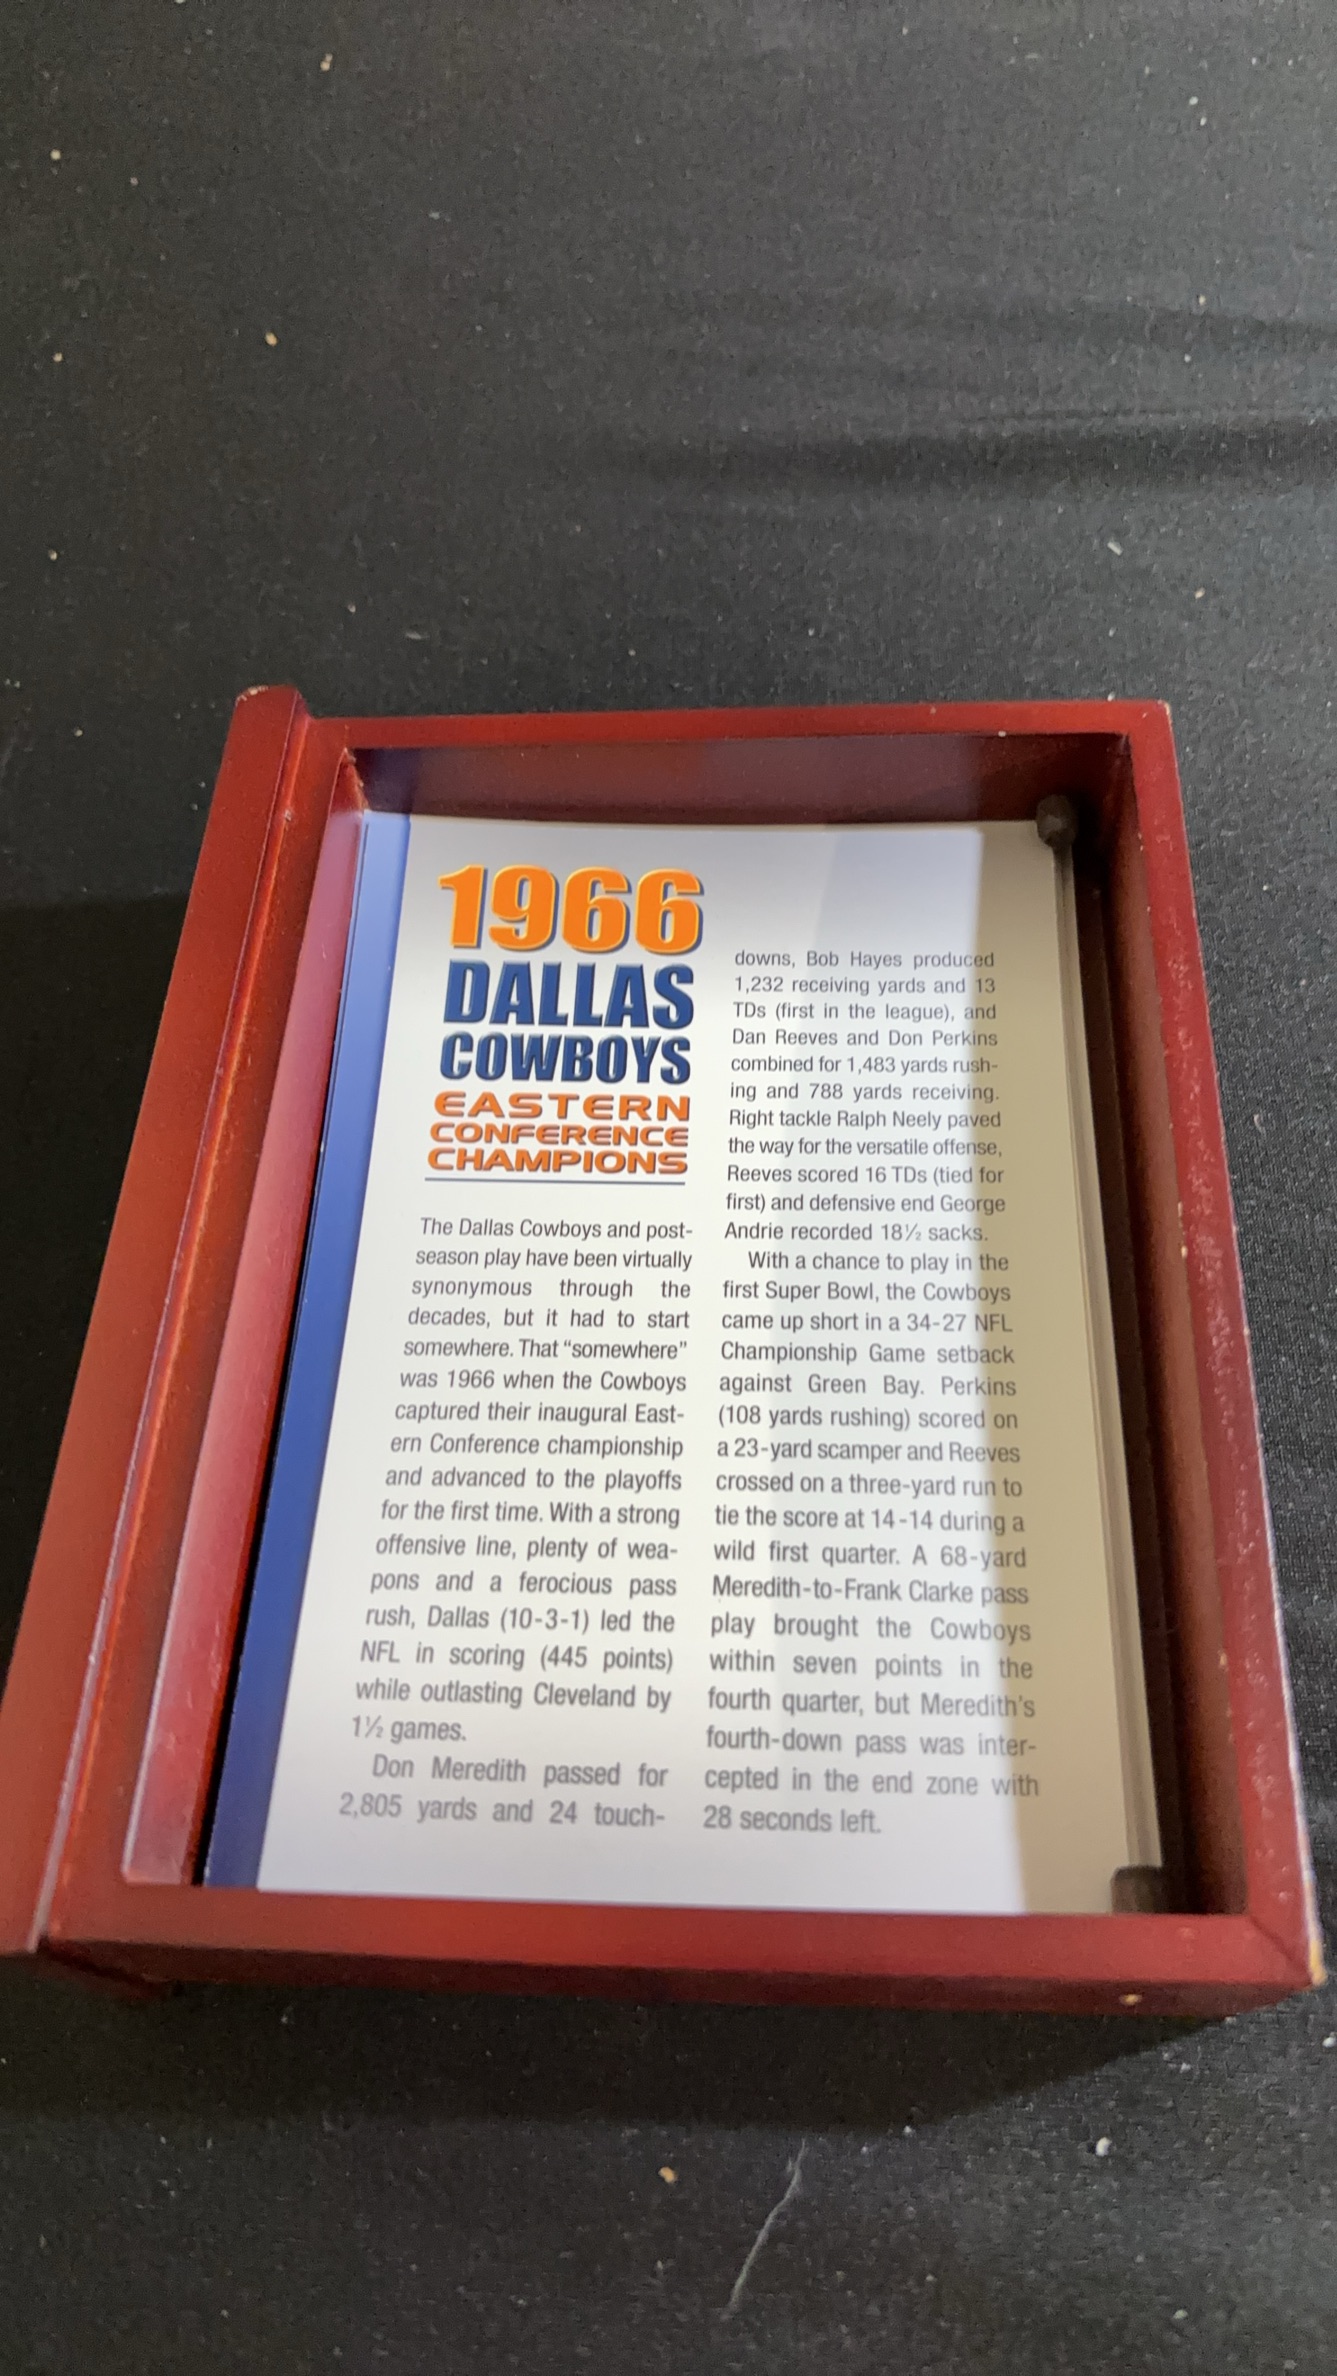 1966
DALLAS
COWBOYS
EASTERN
CONFERENCE
CHAMPIONS
The Dallas Cowboys and post-
season play have been virtually
synonymous through the
decades, but it had to start
somewhere. That “somewhere”
was 1966 when the Cowboys
captured their inaugural East-
ern Conference championship
and advanced to the playoffs
for the first time. With a strong
offensive line, plenty of wea-
pons and a ferocious pass
rush, Dallas (10-3-1) led the
NFL in scoring (445 points)
while outlasting Cleveland by
1½ games.
Don Meredith passed for
2,805 yards and 24 touch-
downs, Bob Hayes produced
1,232 receiving yards and 13
TDs (first in the league), and
Dan Reeves and Don Perkins
combined for 1,483 yards rush-
ing and 788 yards receiving.
Right tackle Ralph Neely paved
the way for the versatile offense,
Reeves scored 16 TDs (tied for
first) and defensive end George
Andrie recorded 18½ sacks.
With a chance to play in the
first Super Bowl, the Cowboys
came up short in a 34-27 NFL
Championship Game setback
against Green Bay. Perkins
(108 yards rushing) scored on
a 23-yard scamper and Reeves
crossed on a three-yard run to
tie the score at 14-14 during a
wild first quarter. A 68-yard
Meredith-to-Frank Clarke pass
play brought the Cowboys
within seven points in the
fourth quarter, but Meredith's
fourth-down pass was inter-
cepted in the end zone with
28 seconds left.